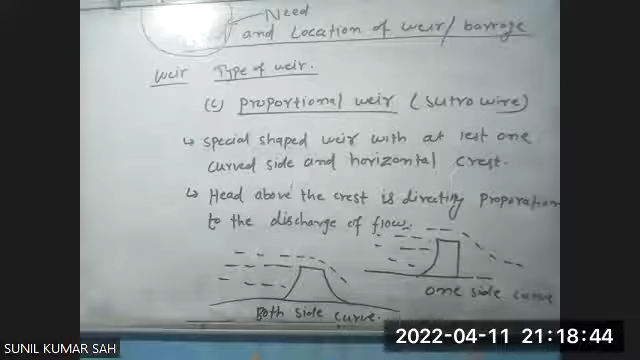 Need
and Location of weir/barrage
Weir Type of weir.
(c) Proportional weir (Sutro wire)
↳ special shaped weir with at lest one
curved side and horizontal crest.
↳ Head above the crest is directing proporation
to the discharge of flow.
Both side curve.
one side curve
SUNIL KUMAR SAH
2022-04-11 21:18:44